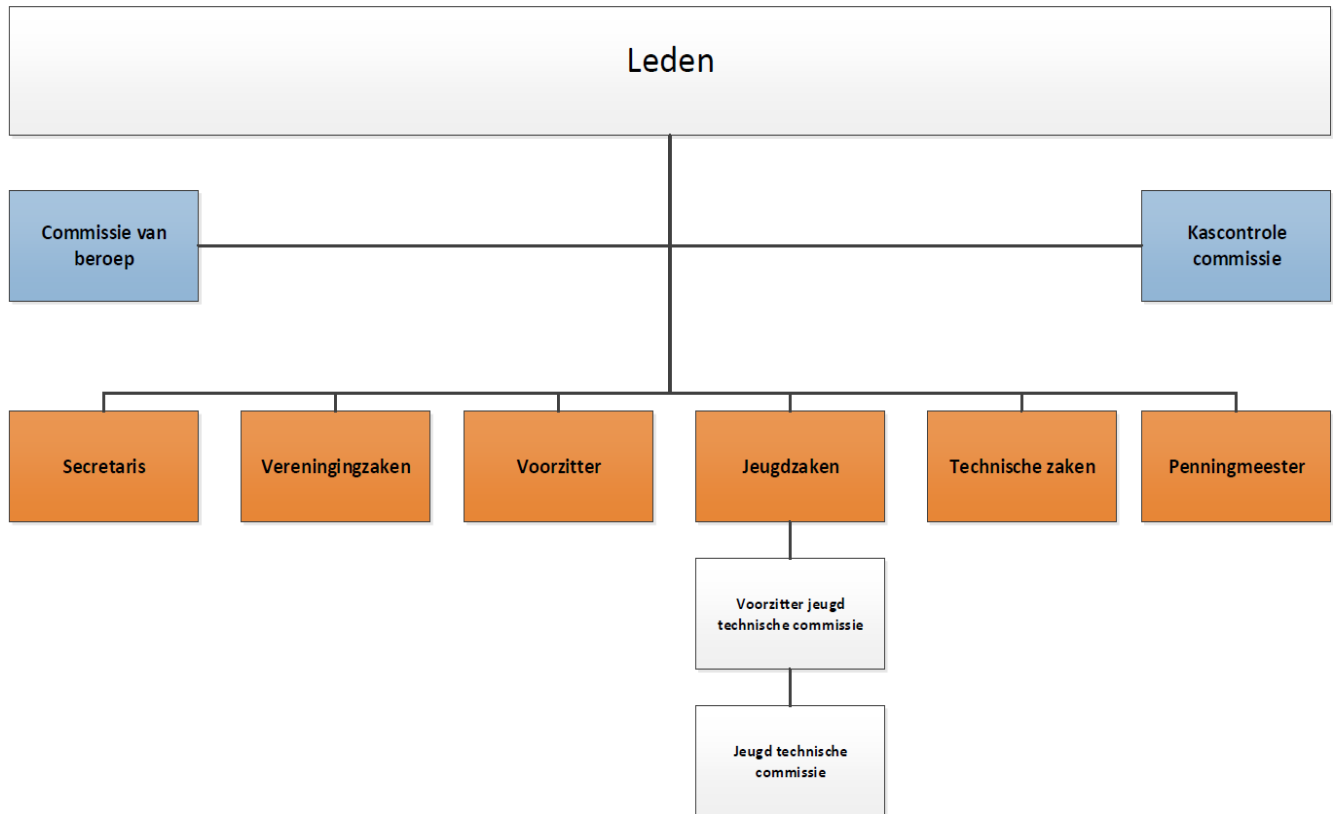 Leden
Commissie van
beroep
Kascontrole
commissie
Secretaris
Verenigingzaken
Voorzitter
Jeugdzaken
Technische zaken
Penningmeester
Voorzitter jeugd
technische commissie
Jeugd technische
commissie